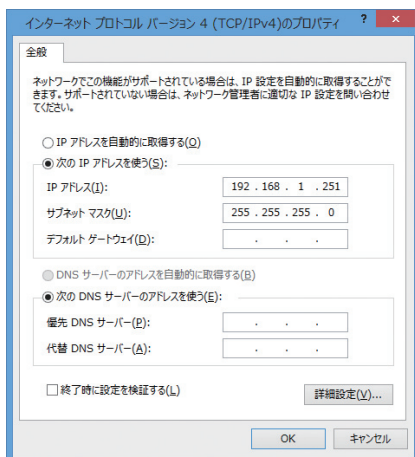 インターネット プロトコル バージョン 4 (TCP/IPv4)のプロパティ ? ×
全般
ネットワークでこの機能がサポートされている場合は、IP 設定を自動的に取得することがで
きます。サポートされていない場合は、ネットワーク管理者に適切な IP 設定を問い合わせ
てください。
IP アドレスを自動的に取得する(O)
次の IP アドレスを使う(S):
IP アドレス(I): 192 . 168 . 1 . 251
サブネット マスク(U): 255 . 255 . 255 . 0
デフォルト ゲートウェイ(D): . . .
DNS サーバーのアドレスを自動的に取得する(B)
次の DNS サーバーのアドレスを使う(E):
優先 DNS サーバー(P): . . .
代替 DNS サーバー(A): . . .
終了時に設定を検証する(L)
詳細設定(V)...
OK キャンセル